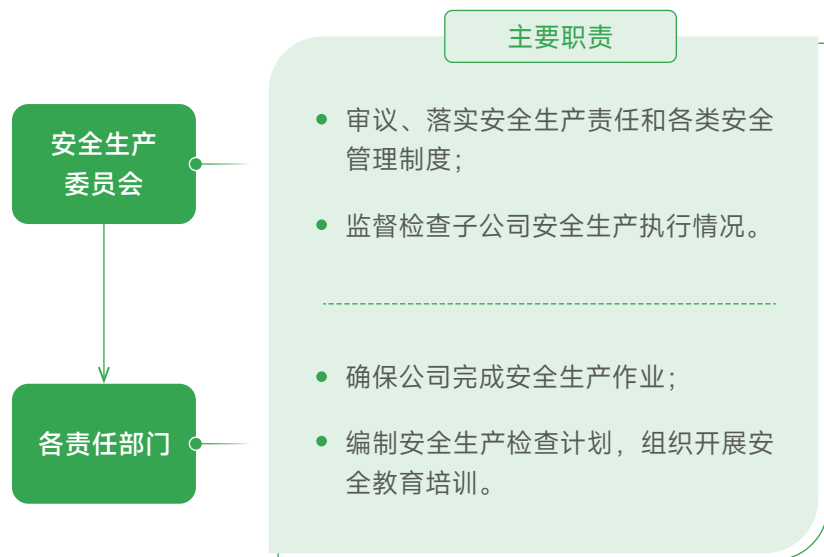 主要职责
安全生产
委员会
审议、落实安全生产责任和各类安全
管理制度；
监督检查子公司安全生产执行情况。
各责任部门
确保公司完成安全生产作业；
编制安全生产检查计划，组织开展安
全教育培训。